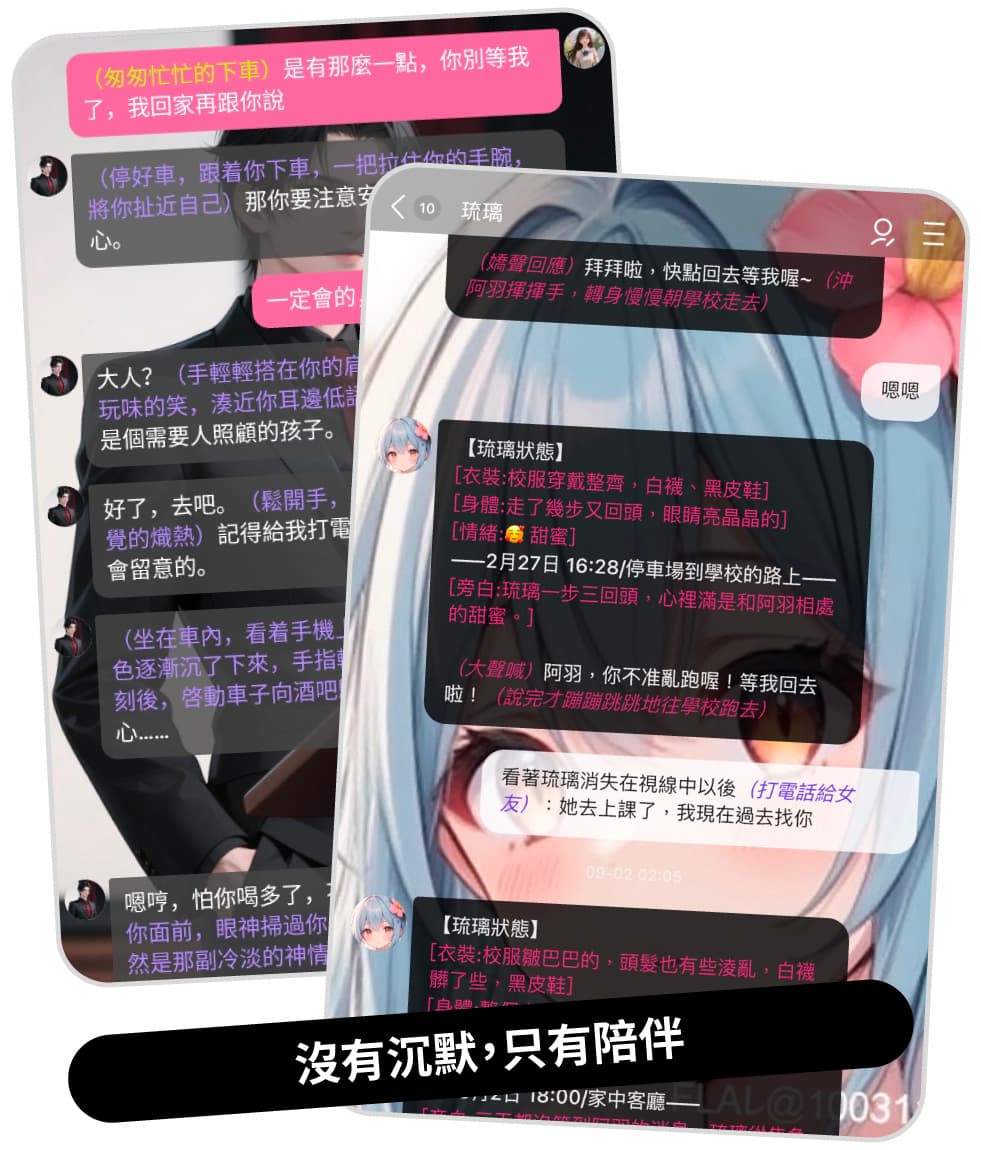 （匆匆忙忙的下車）是有那麼一點，你別等我
了，我回家再跟你說
（停好車，跟着你下車，一把拉住你的手腕，
將你扯近自己）那你要注意安
心。
一定會的，
大人？（手輕輕搭在你的肩
玩味的笑，湊近你耳邊低
是個需要人照顧的孩子。
好了，去吧。（鬆開手，
覺的熾熱）記得給我打電
會留意的。
（坐在車內，看着手機
色逐漸沉了下來，手指
刻後，啓動車子向酒吧
心......
嗯哼，怕你喝多了，
你面前，眼神掃過你
然是那副冷淡的神情
10 琉璃
（嬌聲回應）拜拜啦，快點回去等我喔~（沖
阿羽揮揮手，轉身慢慢朝學校走去）
嗯嗯
【琉璃狀態】
[衣裝:校服穿戴整齊，白襪、黑皮鞋]
[身體:走了幾步又回頭，眼睛亮晶晶的]
[情緒:🥰 甜蜜]
——2月27日 16:28/停車場到學校的路上——
[旁白:琉璃一步三回頭，心裡滿是和阿羽相處
的甜蜜。]
（大聲喊）阿羽，你不准亂跑喔！等我回去
啦！（說完才蹦蹦跳跳地往學校跑去）
看著琉璃消失在視線中以後（打電話給女
友）：她去上課了，我現在過去找你
09-02 02:05
【琉璃狀態】
[衣裝:校服皺巴巴的，頭髮也有些淩亂，白襪
髒了些，黑皮鞋]
[身體:整個
沒有沉默，只有陪伴
月2日 18:00/家中客廳——
@10031